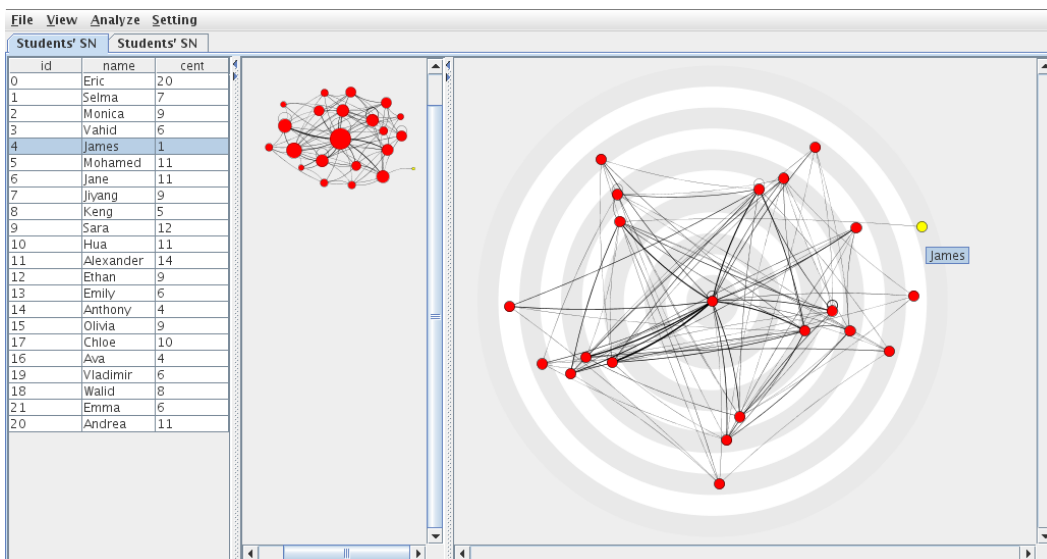 File View Analyze Setting
Students' SN Students' SN
id name cent
0 Eric 20
1 Selma 7
2 Monica 9
3 Vahid 6
4 James 1
5 Mohamed 11
6 Jane 11
7 Jiyang 9
8 Keng 5
9 Sara 12
10 Hua 11
11 Alexander 14
12 Ethan 9
13 Emily 6
14 Anthony 4
15 Olivia 9
17 Chloe 10
16 Ava 4
19 Vladimir 6
18 Walid 8
21 Emma 6
20 Andrea 11
James